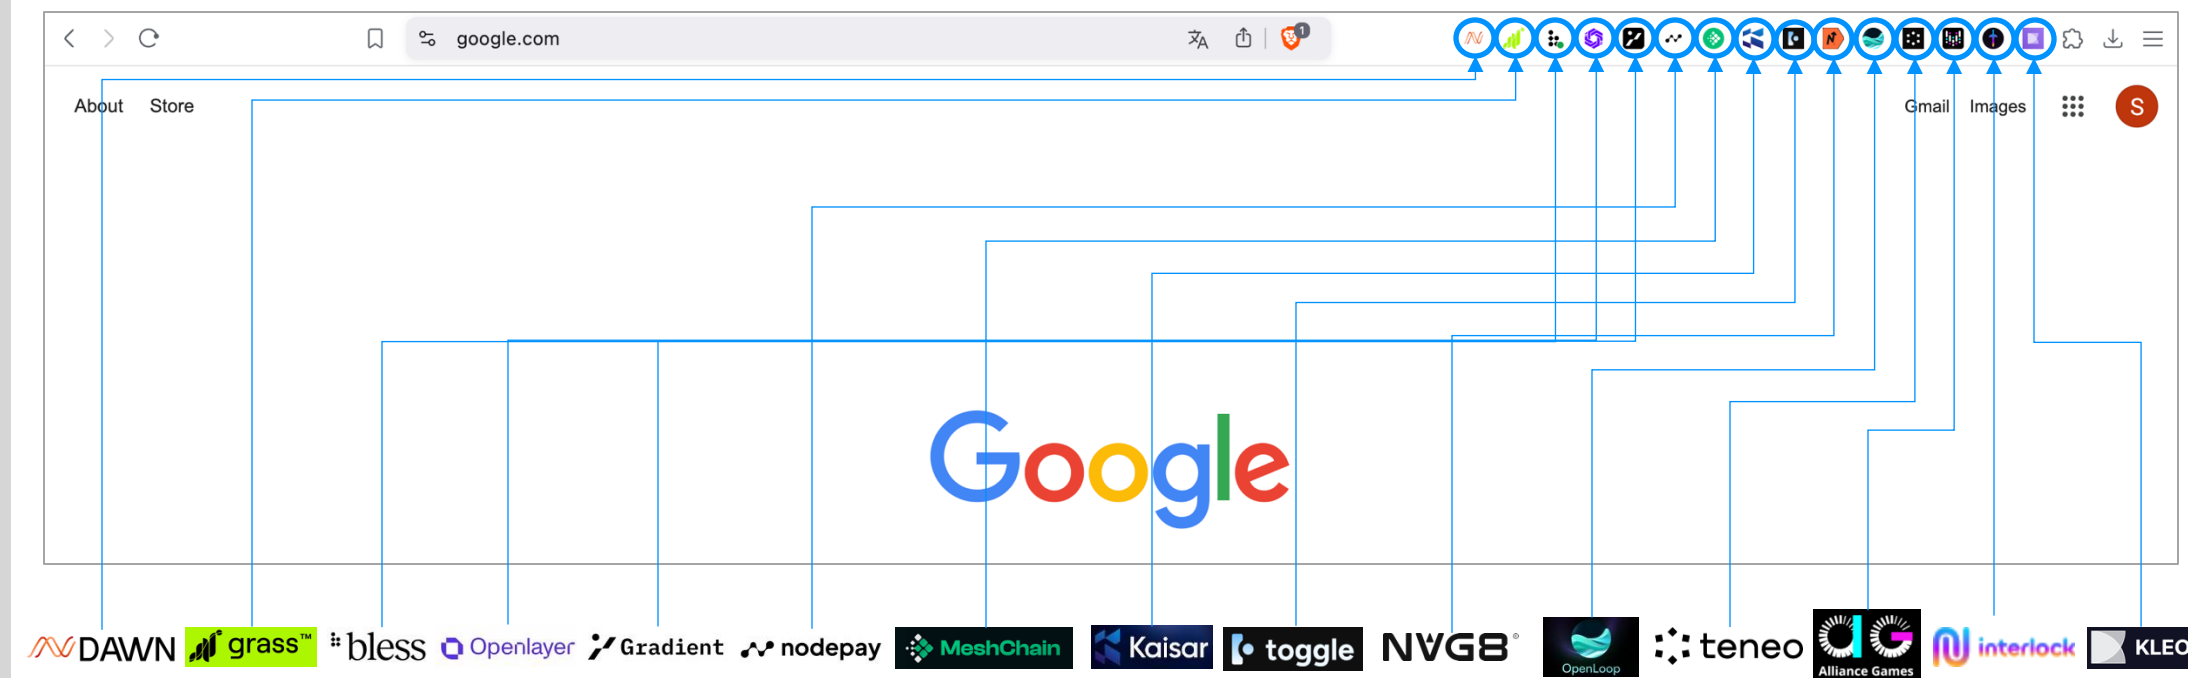 google.com
1
About Store
Gmail Images
S
Google
DAWN grass™ bless Openlayer Gradient nodepay MeshChain Kaisar toggle NVG8® OpenLoop teneo Alliance Games interlock KLEO